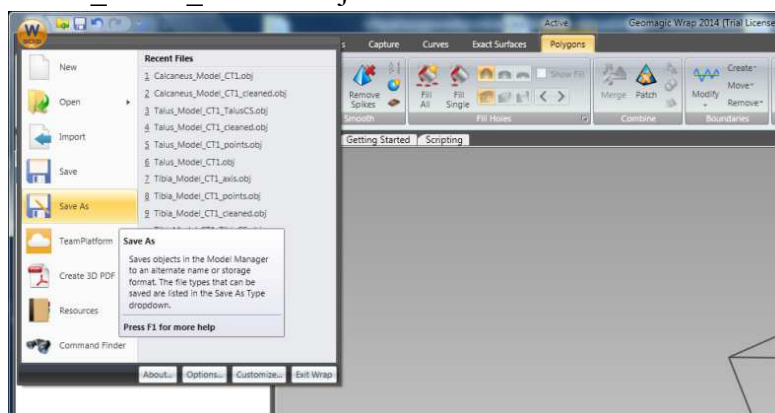 Active
Geomagic Wrap 2014 (Trial License
W
wrap
s
Capture
Curves
Exact Surfaces
Polygons
Remove
Spikes
Smooth
Fill
All
Fill
Single
Show Fill
Fill Holes
Merge
Patch
Combine
Modify
Create
Move
Remove
Boundaries
Getting Started
Scripting
New
Open
Import
Save
Save As
TeamPlatform
Create 3D PDF
Resources
Command Finder
Recent Files
1 Calcaneus_Model_CT1.obj
2 Calcaneus_Model_CT1_cleaned.obj
3 Talus_Model_CT1_TalusCS.obj
4 Talus_Model_CT1_cleaned.obj
5 Talus_Model_CT1_points.obj
6 Talus_Model_CT1.obj
7 Tibia_Model_CT1_axis.obj
8 Tibia_Model_CT1_points.obj
9 Tibia_Model_CT1_cleaned.obj
Save As
Saves objects in the Model Manager
to an alternate name or storage
format. The file types that can be
saved are listed in the Save As Type
dropdown.
Press F1 for more help
About...
Options...
Customize...
Exit Wrap